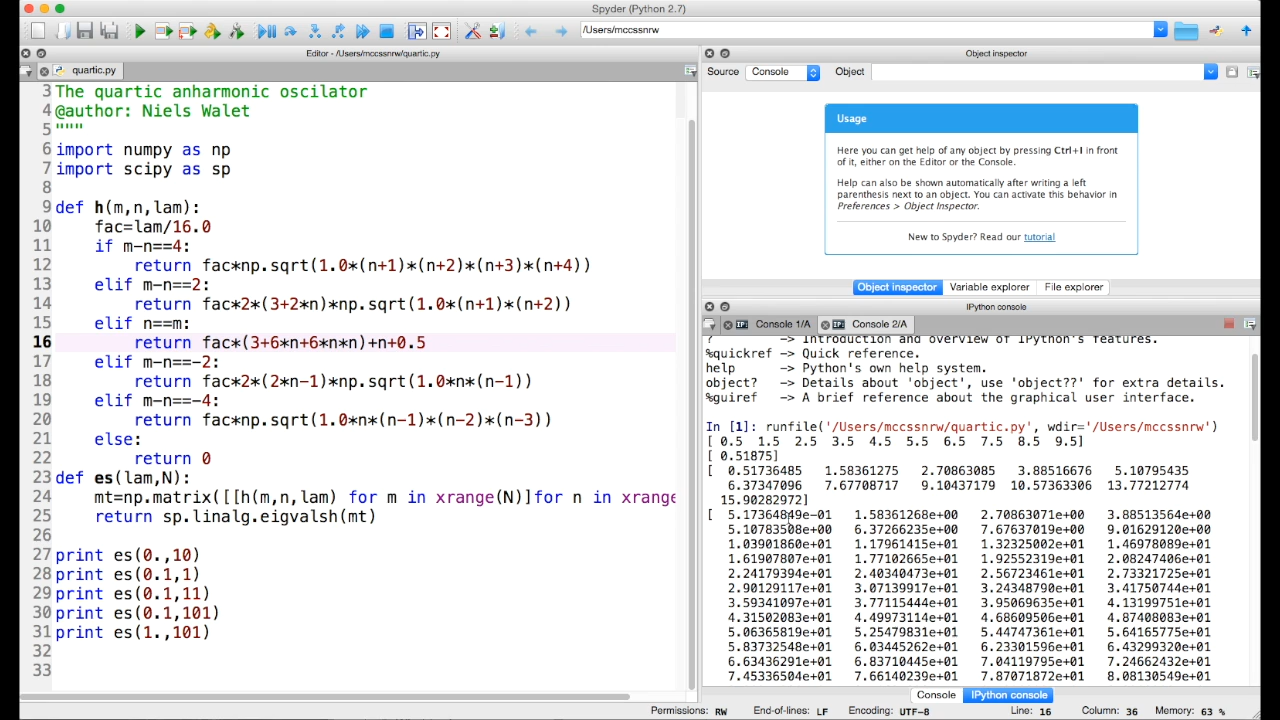 Spyder (Python 2.7)
/Users/mccssnrw
Editor - /Users/mccssnrw/quartic.py
quartic.py
3 The quartic anharmonic oscilator
4 @author: Niels Walet
5 """
6 import numpy as np
7 import scipy as sp
8
9 def h(m,n,lam):
10 fac=lam/16.0
11 if m-n==4:
12 return fac*np.sqrt(1.0*(n+1)*(n+2)*(n+3)*(n+4))
13 elif m-n==2:
14 return fac*2*(3+2*n)*np.sqrt(1.0*(n+1)*(n+2))
15 elif n==m:
16 return fac*(3+6*n+6*n*n)+n+0.5
17 elif m-n==-2:
18 return fac*2*(2*n-1)*np.sqrt(1.0*n*(n-1))
19 elif m-n==-4:
20 return fac*np.sqrt(1.0*n*(n-1)*(n-2)*(n-3))
21 else:
22 return 0
23 def es(lam,N):
24 mt=np.matrix([[h(m,n,lam) for m in xrange(N)]for n in xrange
25 return sp.linalg.eigvalsh(mt)
26
27 print es(0.,10)
28 print es(0.1,1)
29 print es(0.1,11)
30 print es(0.1,101)
31 print es(1.,101)
32
33
Object inspector
Source Console Object
Usage
Here you can get help of any object by pressing Ctrl+I in front
of it, either on the Editor or the Console.
Help can also be shown automatically after writing a left
parenthesis next to an object. You can activate this behavior in
Preferences > Object Inspector.
New to Spyder? Read our tutorial
Object inspector Variable explorer File explorer
IPython console
Console 1/A Console 2/A
? -> Introduction and overview of IPython's features.
%quickref -> Quick reference.
help -> Python's own help system.
object? -> Details about 'object', use 'object??' for extra details.
%guiref -> A brief reference about the graphical user interface.
In [1]: runfile('/Users/mccssnrw/quartic.py', wdir='/Users/mccssnrw')
[ 0.5 1.5 2.5 3.5 4.5 5.5 6.5 7.5 8.5 9.5]
[ 0.51875]
[ 0.51736485 1.58361275 2.70863085 3.88516676 5.10795435
6.37347096 7.67708717 9.10437179 10.57363306 13.77212774
15.90282972]
[ 5.17364849e-01 1.58361268e+00 2.70863071e+00 3.88513564e+00
5.10783508e+00 6.37266235e+00 7.67637019e+00 9.01629120e+00
1.03901860e+01 1.17961415e+01 1.32325002e+01 1.46978089e+01
1.61907807e+01 1.77102665e+01 1.92552319e+01 2.08247406e+01
2.24179394e+01 2.40340473e+01 2.56723461e+01 2.73321725e+01
2.90129117e+01 3.07139917e+01 3.24348790e+01 3.41750744e+01
3.59341097e+01 3.77115444e+01 3.95069635e+01 4.13199751e+01
4.31502083e+01 4.49973114e+01 4.68609506e+01 4.87408083e+01
5.06365819e+01 5.25479831e+01 5.44747361e+01 5.64165775e+01
5.83732548e+01 6.03445262e+01 6.23301596e+01 6.43299320e+01
6.63436291e+01 6.83710445e+01 7.04119795e+01 7.24662432e+01
7.45336504e+01 7.66140239e+01 7.87071872e+01 8.08130549e+01
Console IPython console
Permissions: RW End-of-lines: LF Encoding: UTF-8 Line: 16 Column: 36 Memory: 63 %